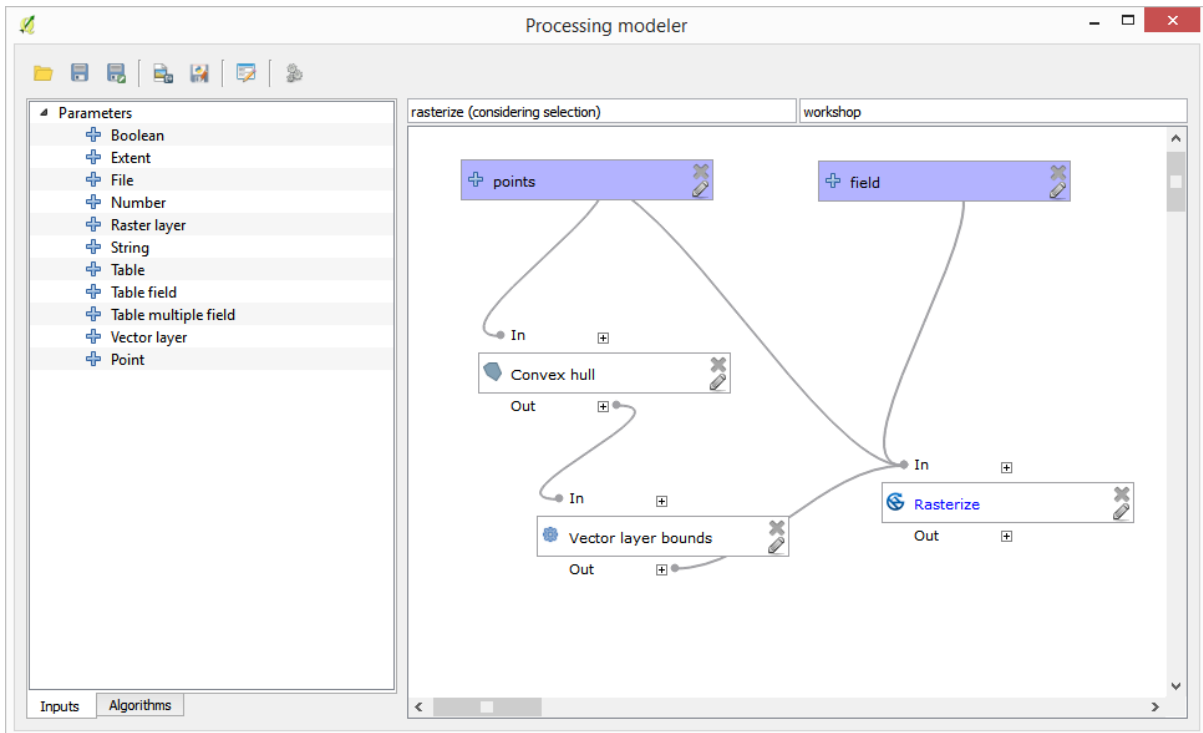 Processing modeler
Parameters
Boolean
Extent
File
Number
Raster layer
String
Table
Table field
Table multiple field
Vector layer
Point
Inputs
Algorithms
rasterize (considering selection)
workshop
points
field
In
Convex hull
Out
In
Rasterize
Out
In
Vector layer bounds
Out